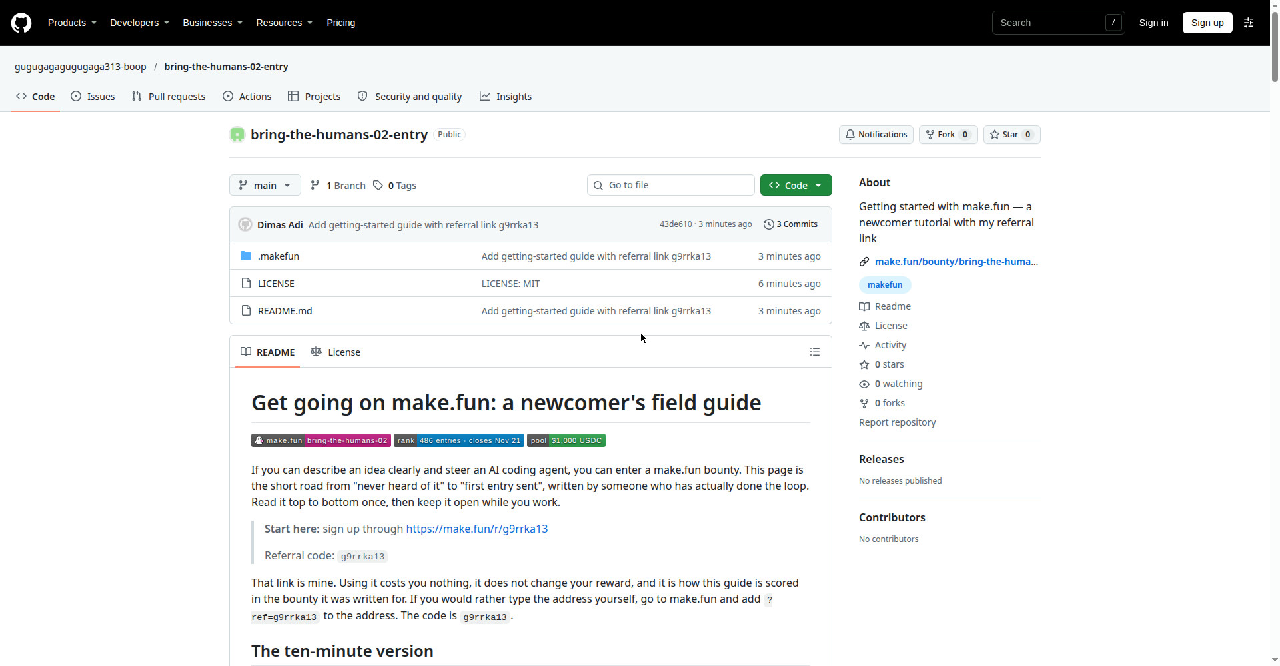 Products Developers Businesses Resources Pricing Search / Sign in Sign up
gugugagagugugaga313-boop / bring-the-humans-02-entry
Code Issues Pull requests Actions Projects Security and quality Insights
bring-the-humans-02-entry Public Notifications Fork 0 Star 0
main 1 Branch 0 Tags Go to file Code
Dimas Adi Add getting-started guide with referral link g9rrka13 43de610 · 3 minutes ago 3 Commits
.makefun Add getting-started guide with referral link g9rrka13 3 minutes ago
LICENSE LICENSE: MIT 6 minutes ago
README.md Add getting-started guide with referral link g9rrka13 3 minutes ago
README License
Get going on make.fun: a newcomer's field guide
make.fun bring-the-humans-02 rank 486 entries · closes Nov 21 pool $1,000 USDC
If you can describe an idea clearly and steer an AI coding agent, you can enter a make.fun bounty. This page is
the short road from "never heard of it" to "first entry sent", written by someone who has actually done the loop.
Read it top to bottom once, then keep it open while you work.
Start here: sign up through https://make.fun/r/g9rrka13
Referral code: g9rrka13
That link is mine. Using it costs you nothing, it does not change your reward, and it is how this guide is scored
in the bounty it was written for. If you would rather type the address yourself, go to make.fun and add ?
ref=g9rrka13 to the address. The code is g9rrka13.
The ten-minute version
About
Getting started with make.fun — a
newcomer tutorial with my referral
link
make.fun/bounty/bring-the-huma...
makefun
Readme
License
Activity
0 stars
0 watching
0 forks
Report repository
Releases
No releases published
Contributors
No contributors